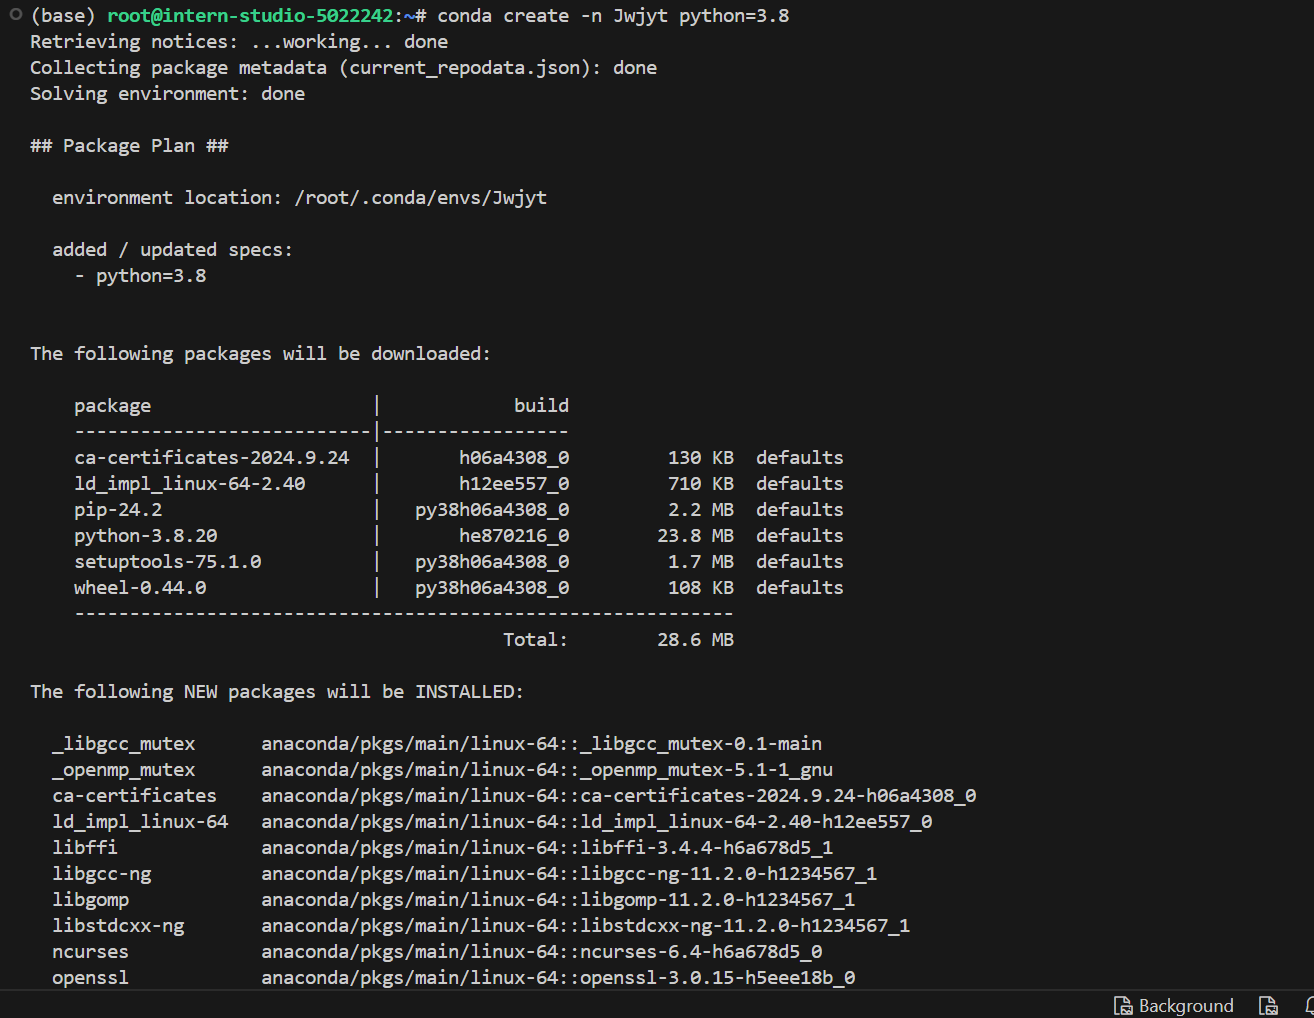 (base) root@intern-studio-5022242:~# conda create -n Jwjyt python=3.8
Retrieving notices: ...working... done
Collecting package metadata (current_repodata.json): done
Solving environment: done
## Package Plan ##
environment location: /root/.conda/envs/Jwjyt
added / updated specs:
- python=3.8
The following packages will be downloaded:
package | build
---------------------------|-----------------
ca-certificates-2024.9.24 | h06a4308_0 130 KB defaults
ld_impl_linux-64-2.40 | h12ee557_0 710 KB defaults
pip-24.2 | py38h06a4308_0 2.2 MB defaults
python-3.8.20 | he870216_0 23.8 MB defaults
setuptools-75.1.0 | py38h06a4308_0 1.7 MB defaults
wheel-0.44.0 | py38h06a4308_0 108 KB defaults
------------------------------------------------------------
Total: 28.6 MB
The following NEW packages will be INSTALLED:
_libgcc_mutex anaconda/pkgs/main/linux-64::_libgcc_mutex-0.1-main
_openmp_mutex anaconda/pkgs/main/linux-64::_openmp_mutex-5.1-1_gnu
ca-certificates anaconda/pkgs/main/linux-64::ca-certificates-2024.9.24-h06a4308_0
ld_impl_linux-64 anaconda/pkgs/main/linux-64::ld_impl_linux-64-2.40-h12ee557_0
libffi anaconda/pkgs/main/linux-64::libffi-3.4.4-h6a678d5_1
libgcc-ng anaconda/pkgs/main/linux-64::libgcc-ng-11.2.0-h1234567_1
libgomp anaconda/pkgs/main/linux-64::libgomp-11.2.0-h1234567_1
libstdcxx-ng anaconda/pkgs/main/linux-64::libstdcxx-ng-11.2.0-h1234567_1
ncurses anaconda/pkgs/main/linux-64::ncurses-6.4-h6a678d5_0
openssl anaconda/pkgs/main/linux-64::openssl-3.0.15-h5eee18b_0
Background